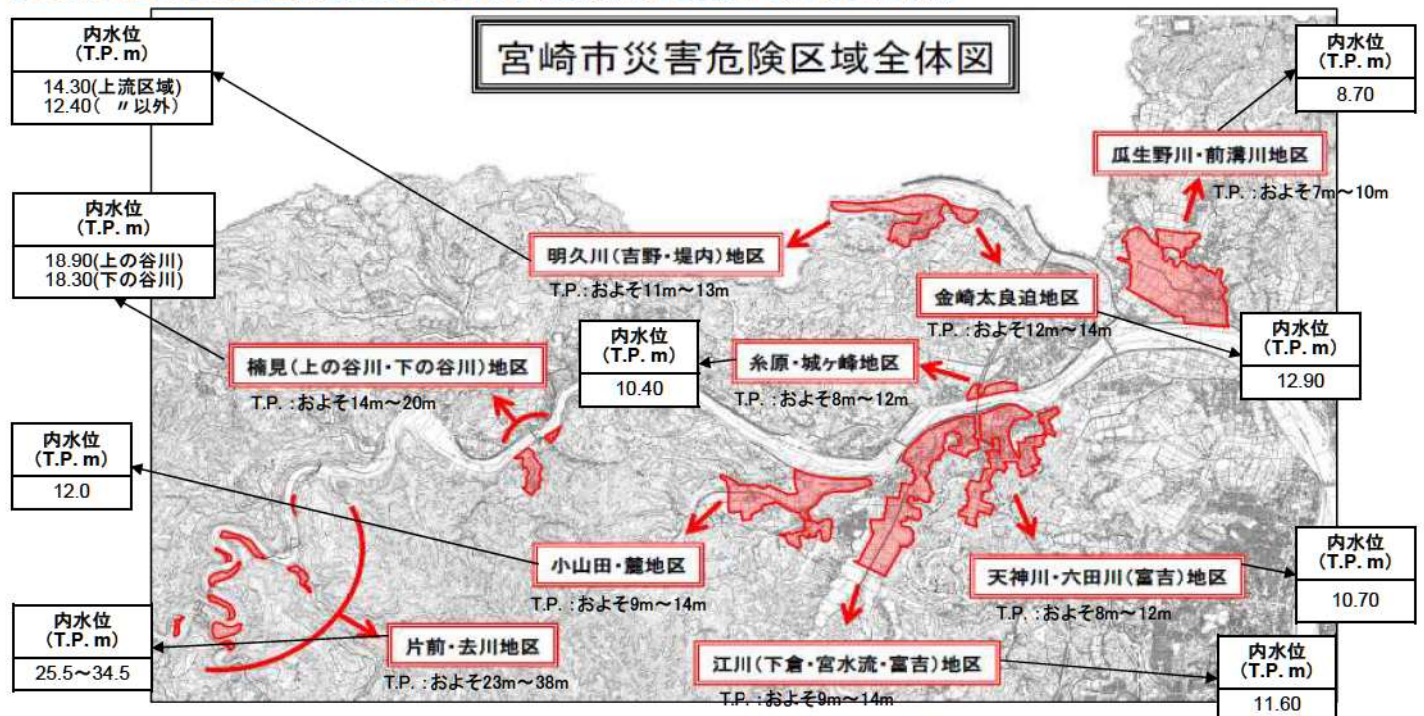 宮崎市災害危険区域全体図
内水位
(T.P. m)
14.30(上流区域)
12.40( 〃以外)
内水位
(T.P. m)
8.70
瓜生野川・前溝川地区
T.P.：およそ7m～10m
内水位
(T.P. m)
18.90(上の谷川)
18.30(下の谷川)
明久川(吉野・堤内)地区
T.P.：およそ11m～13m
金崎太良迫地区
T.P.：およそ12m～14m
内水位
(T.P. m)
12.90
楠見(上の谷川・下の谷川)地区
T.P.：およそ14m～20m
内水位
(T.P. m)
10.40
糸原・城ヶ峰地区
T.P.：およそ8m～12m
内水位
(T.P. m)
12.0
小山田・麓地区
T.P.：およそ9m～14m
天神川・六田川(富吉)地区
T.P.：およそ8m～12m
内水位
(T.P. m)
10.70
内水位
(T.P. m)
25.5～34.5
片前・去川地区
T.P.：およそ23m～38m
江川(下倉・宮水流・富吉)地区
T.P.：およそ9m～14m
内水位
(T.P. m)
11.60